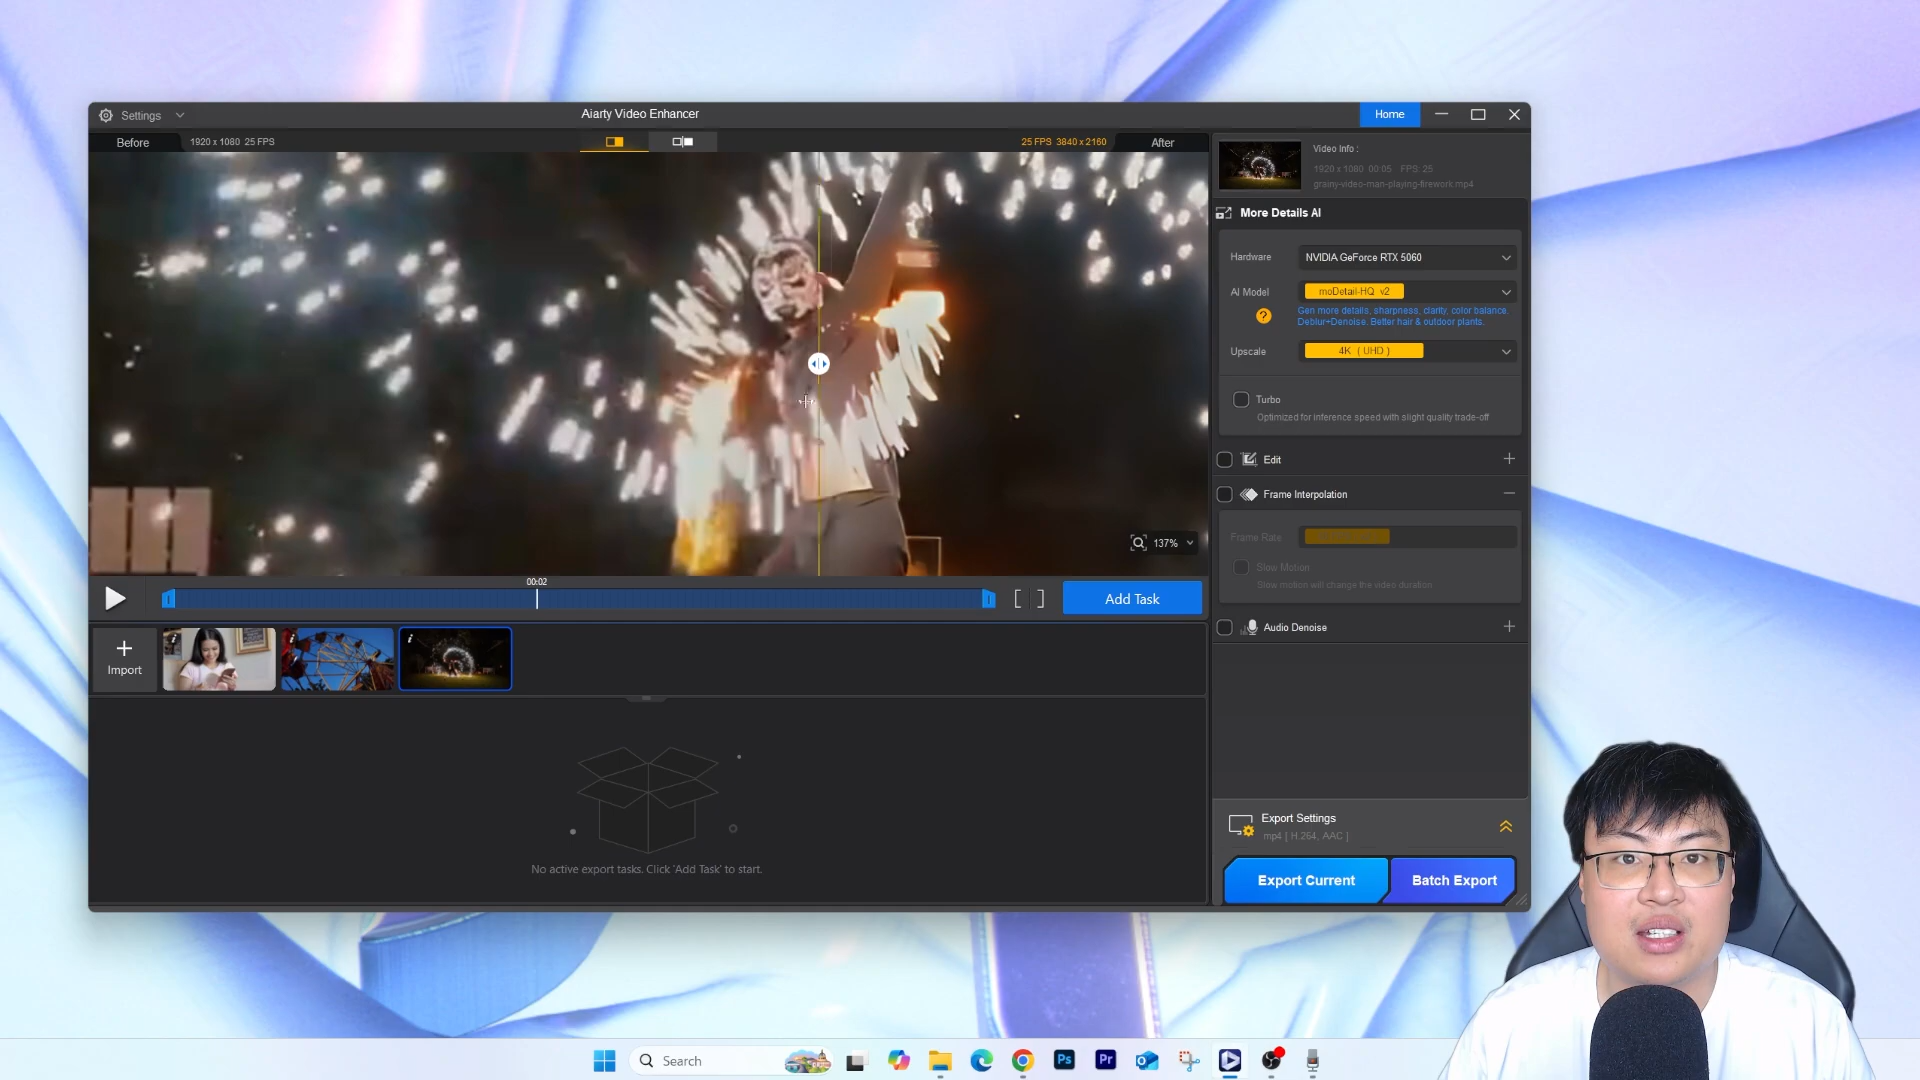 Settings
Aiarty Video Enhancer
Home
Before
1920 x 1080 25 FPS
25 FPS 3840 x 2160
After
Video Info :
1920 x 1080 00:05 FPS: 25
grainy-video-man-playing-firework.mp4
More Details AI
Hardware
NVIDIA GeForce RTX 5060
AI Model
moDetail-HQ v2
?
Gen more details, sharpness, clarity, color balance.
Deblur+Denoise. Better hair & outdoor plants.
Upscale
4K ( UHD )
Turbo
Optimized for inference speed with slight quality trade-off
Edit
Frame Interpolation
Frame Rate
Slow Motion
Slow motion will change the video duration
137%
00:02
Add Task
Audio Denoise
Import
No active export tasks. Click 'Add Task' to start.
Export Settings
mp4 [ H.264, AAC ]
Export Current
Batch Export
Search
Ps
Pr